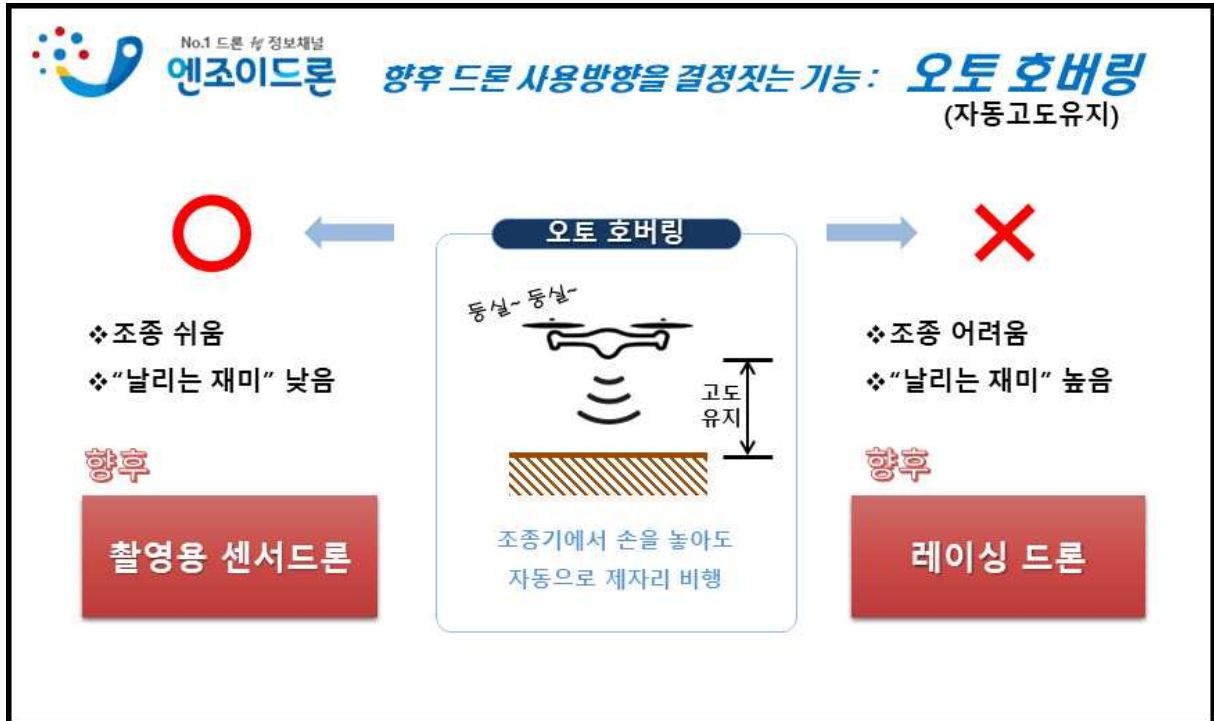 No.1 드론 愛 정보채널
엔조이드론
향후 드론 사용방향을 결정짓는 기능 : 오토 호버링
(자동고도유지)
오토 호버링
둥실~ 둥실~
❖조종 쉬움
❖“날리는 재미” 낮음
고도
유지
❖조종 어려움
❖“날리는 재미” 높음
향후
촬영용 센서드론
조종기에서 손을 놓아도
자동으로 제자리 비행
향후
레이싱 드론